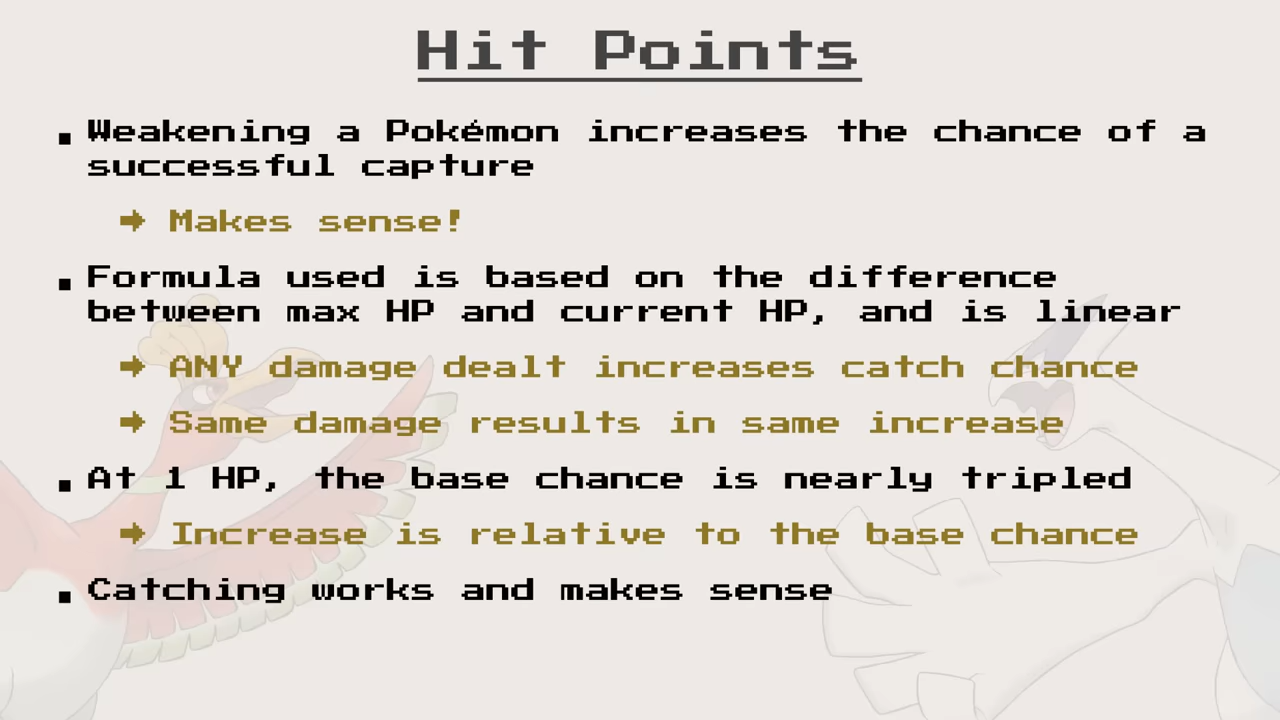 Hit Points
▪ Weakening a Pokémon increases the chance of a
successful capture
➡ Makes sense!
▪ Formula used is based on the difference
between max HP and current HP, and is linear
➡ ANY damage dealt increases catch chance
➡ Same damage results in same increase
▪ At 1 HP, the base chance is nearly tripled
➡ Increase is relative to the base chance
▪ Catching works and makes sense